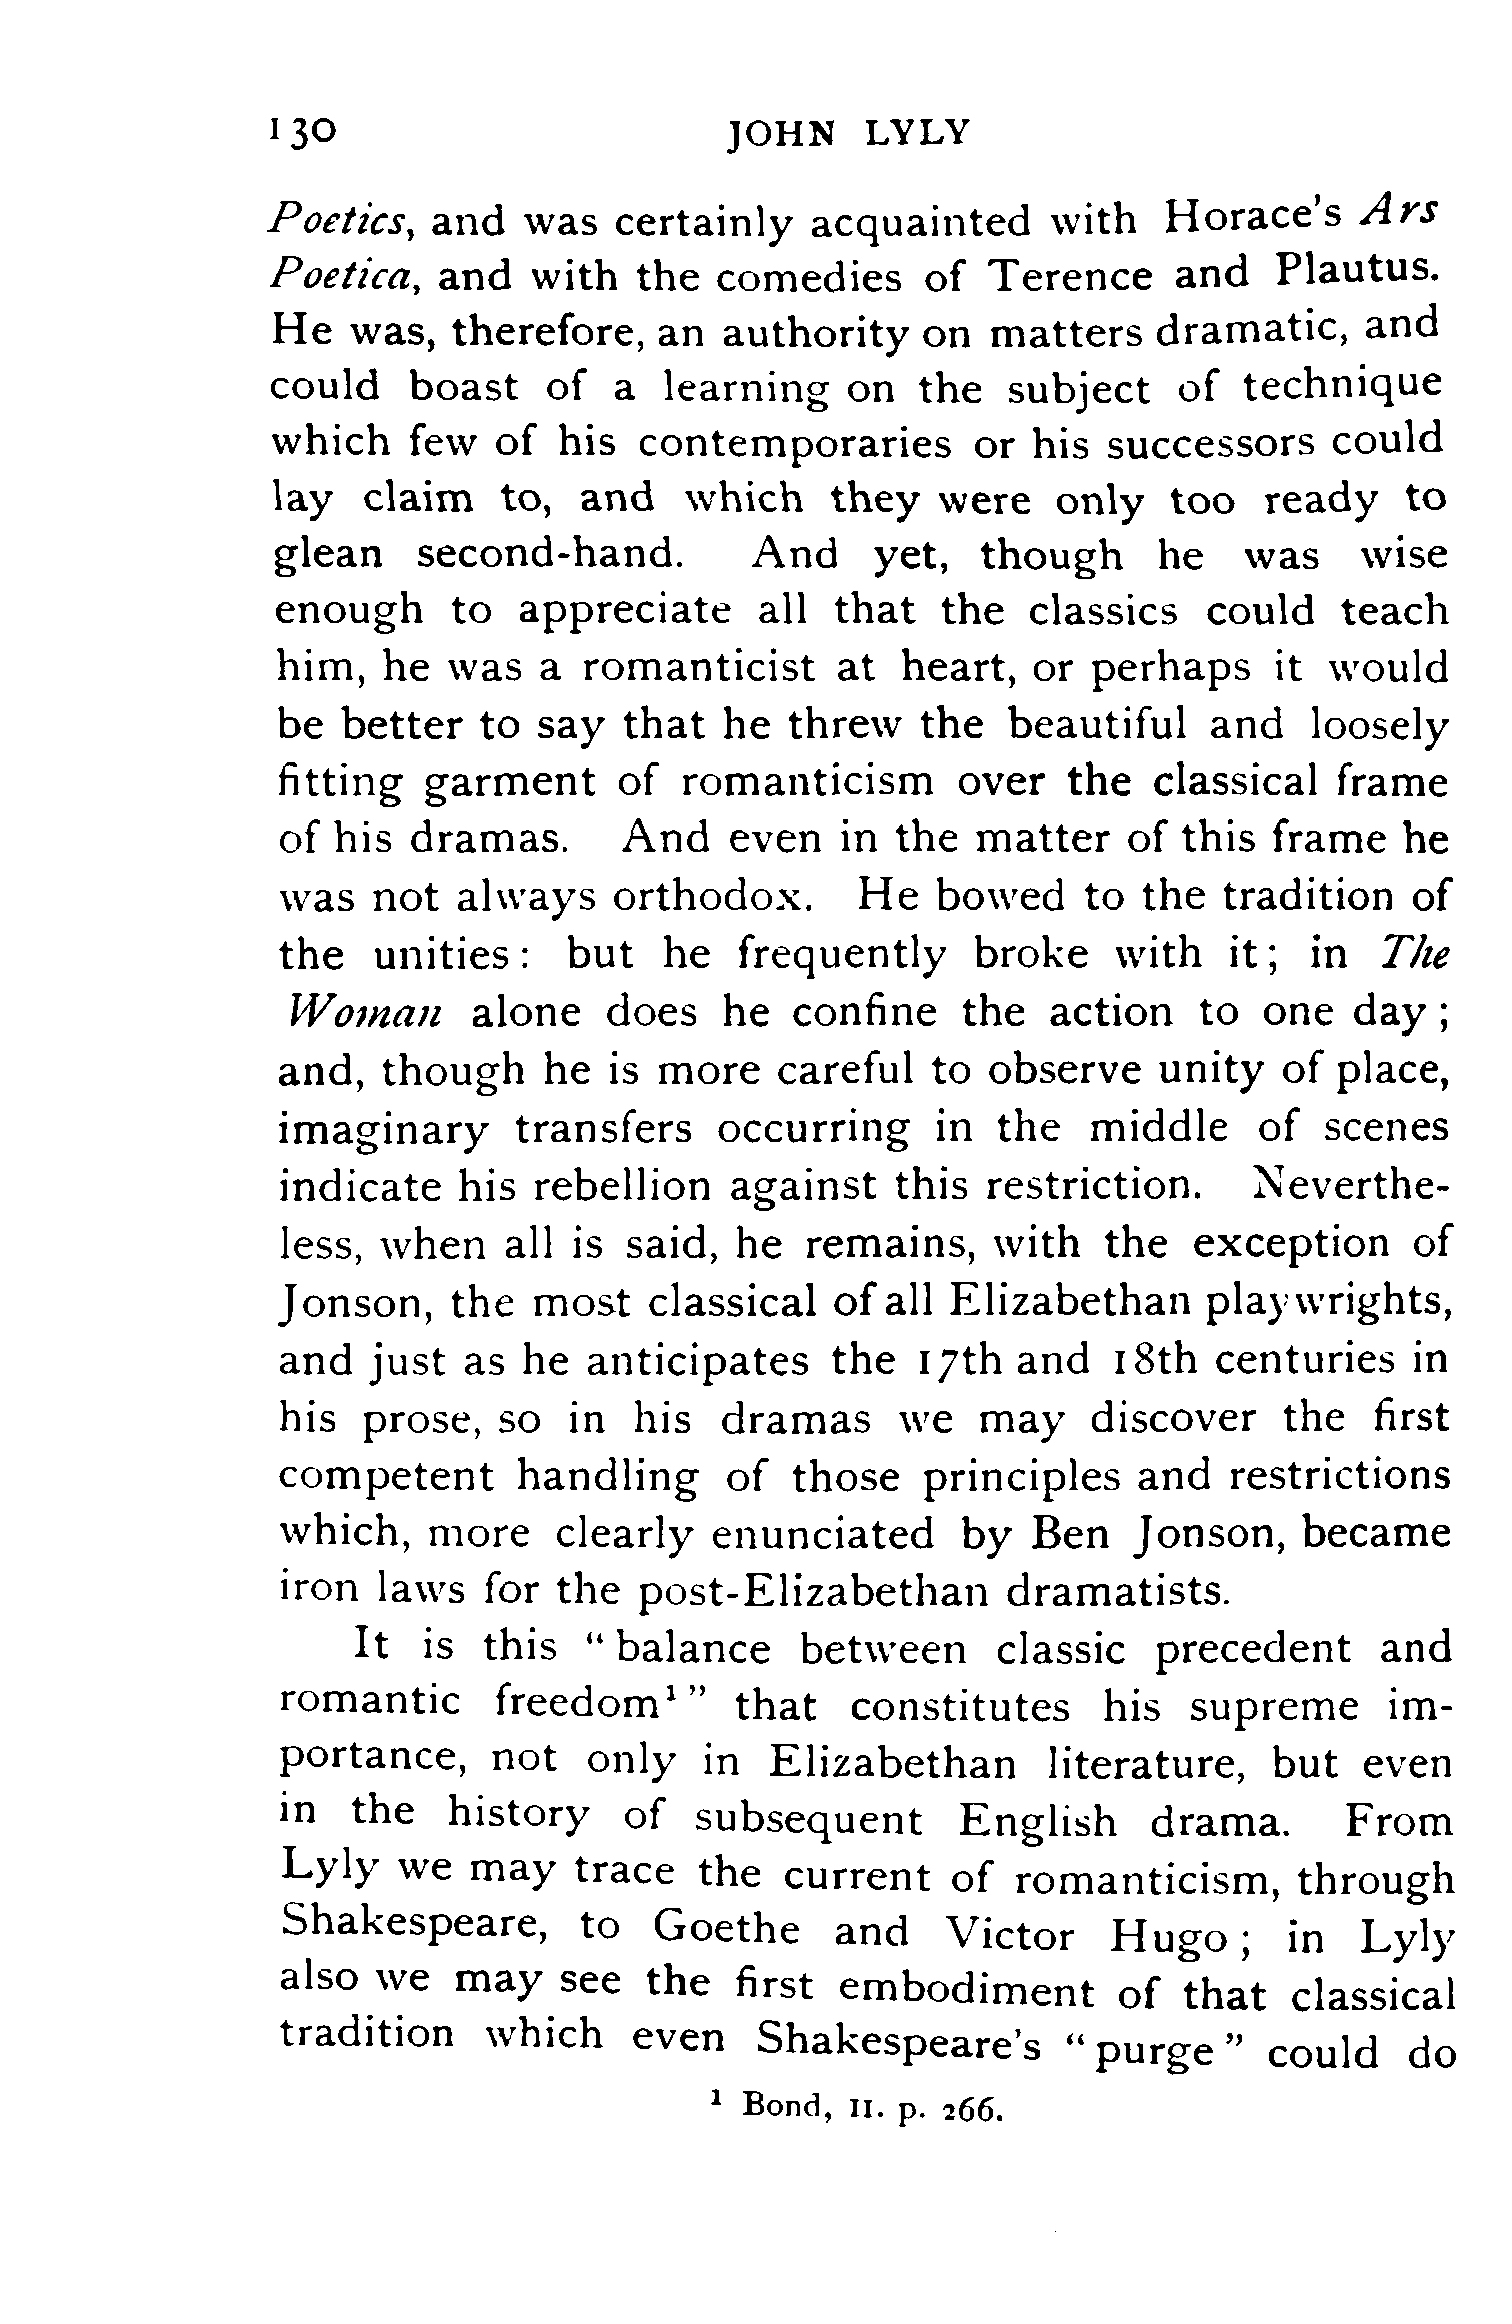 130 JOHN LYLY
Poetics, and was certainly acquainted with Horace's Ars
Poetica, and with the comedies of Terence and Plautus.
He was, therefore, an authority on matters dramatic, and
could boast of a learning on the subject of technique
which few of his contemporaries or his successors could
lay claim to, and which they were only too ready to
glean second-hand. And yet, though he was wise
enough to appreciate all that the classics could teach
him, he was a romanticist at heart, or perhaps it would
be better to say that he threw the beautiful and loosely
fitting garment of romanticism over the classical frame
of his dramas. And even in the matter of this frame he
was not always orthodox. He bowed to the tradition of
the unities: but he frequently broke with it; in The
Woman alone does he confine the action to one day;
and, though he is more careful to observe unity of place,
imaginary transfers occurring in the middle of scenes
indicate his rebellion against this restriction. Neverthe-
less, when all is said, he remains, with the exception of
Jonson, the most classical of all Elizabethan playwrights,
and just as he anticipates the 17th and 18th centuries in
his prose, so in his dramas we may discover the first
competent handling of those principles and restrictions
which, more clearly enunciated by Ben Jonson, became
iron laws for the post-Elizabethan dramatists.
It is this "balance between classic precedent and
romantic freedom¹" that constitutes his supreme im-
portance, not only in Elizabethan literature, but even
in the history of subsequent English drama. From
Lyly we may trace the current of romanticism, through
Shakespeare, to Goethe and Victor Hugo; in Lyly
also we may see the first embodiment of that classical
tradition which even Shakespeare's "purge" could do
¹ Bond, II. p. 266.